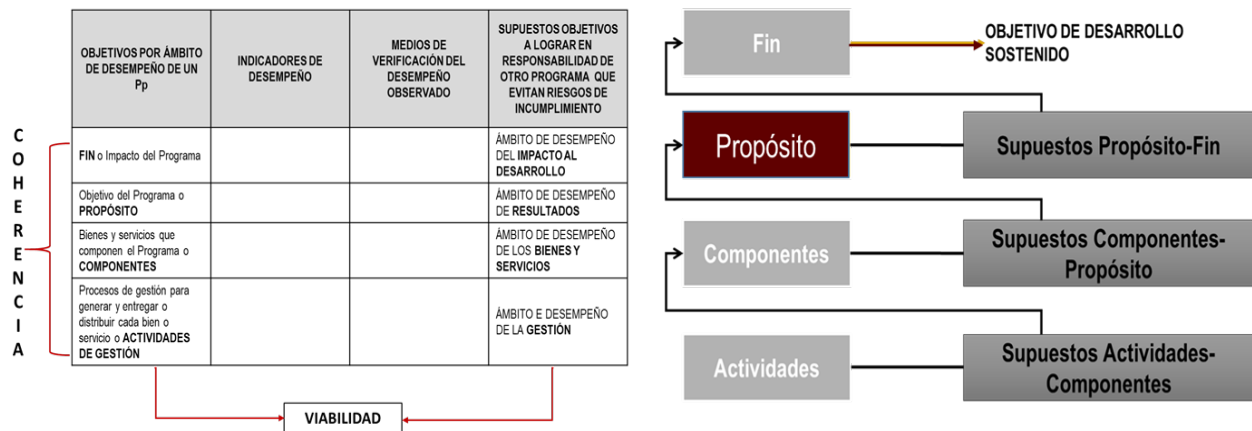 OBJETIVOS POR ÁMBITO
DE DESEMPEÑO DE UN
Pp
INDICADORES DE
DESEMPEÑO
MEDIOS DE
VERIFICACIÓN DEL
DESEMPEÑO
OBSERVADO
SUPUESTOS OBJETIVOS
A LOGRAR EN
RESPONSABILIDAD DE
OTRO PROGRAMA QUE
EVITAN RIESGOS DE
INCUMPLIMIENTO
COHERENCIA
FIN o Impacto del Programa
ÁMBITO DE DESEMPEÑO
DEL IMPACTO AL
DESARROLLO
Objetivo del Programa o
PROPÓSITO
ÁMBITO DE DESEMPEÑO
DE RESULTADOS
Bienes y servicios que
componen el Programa o
COMPONENTES
ÁMBITO DE DESEMPEÑO
DE LOS BIENES Y
SERVICIOS
Procesos de gestión para
generar y entregar o
distribuir cada bien o
servicio o ACTIVIDADES
DE GESTIÓN
ÁMBITO E DESEMPEÑO
DE LA GESTIÓN
VIABILIDAD
Fin
OBJETIVO DE DESARROLLO
SOSTENIDO
Propósito
Supuestos Propósito-Fin
Componentes
Supuestos Componentes-
Propósito
Actividades
Supuestos Actividades-
Componentes